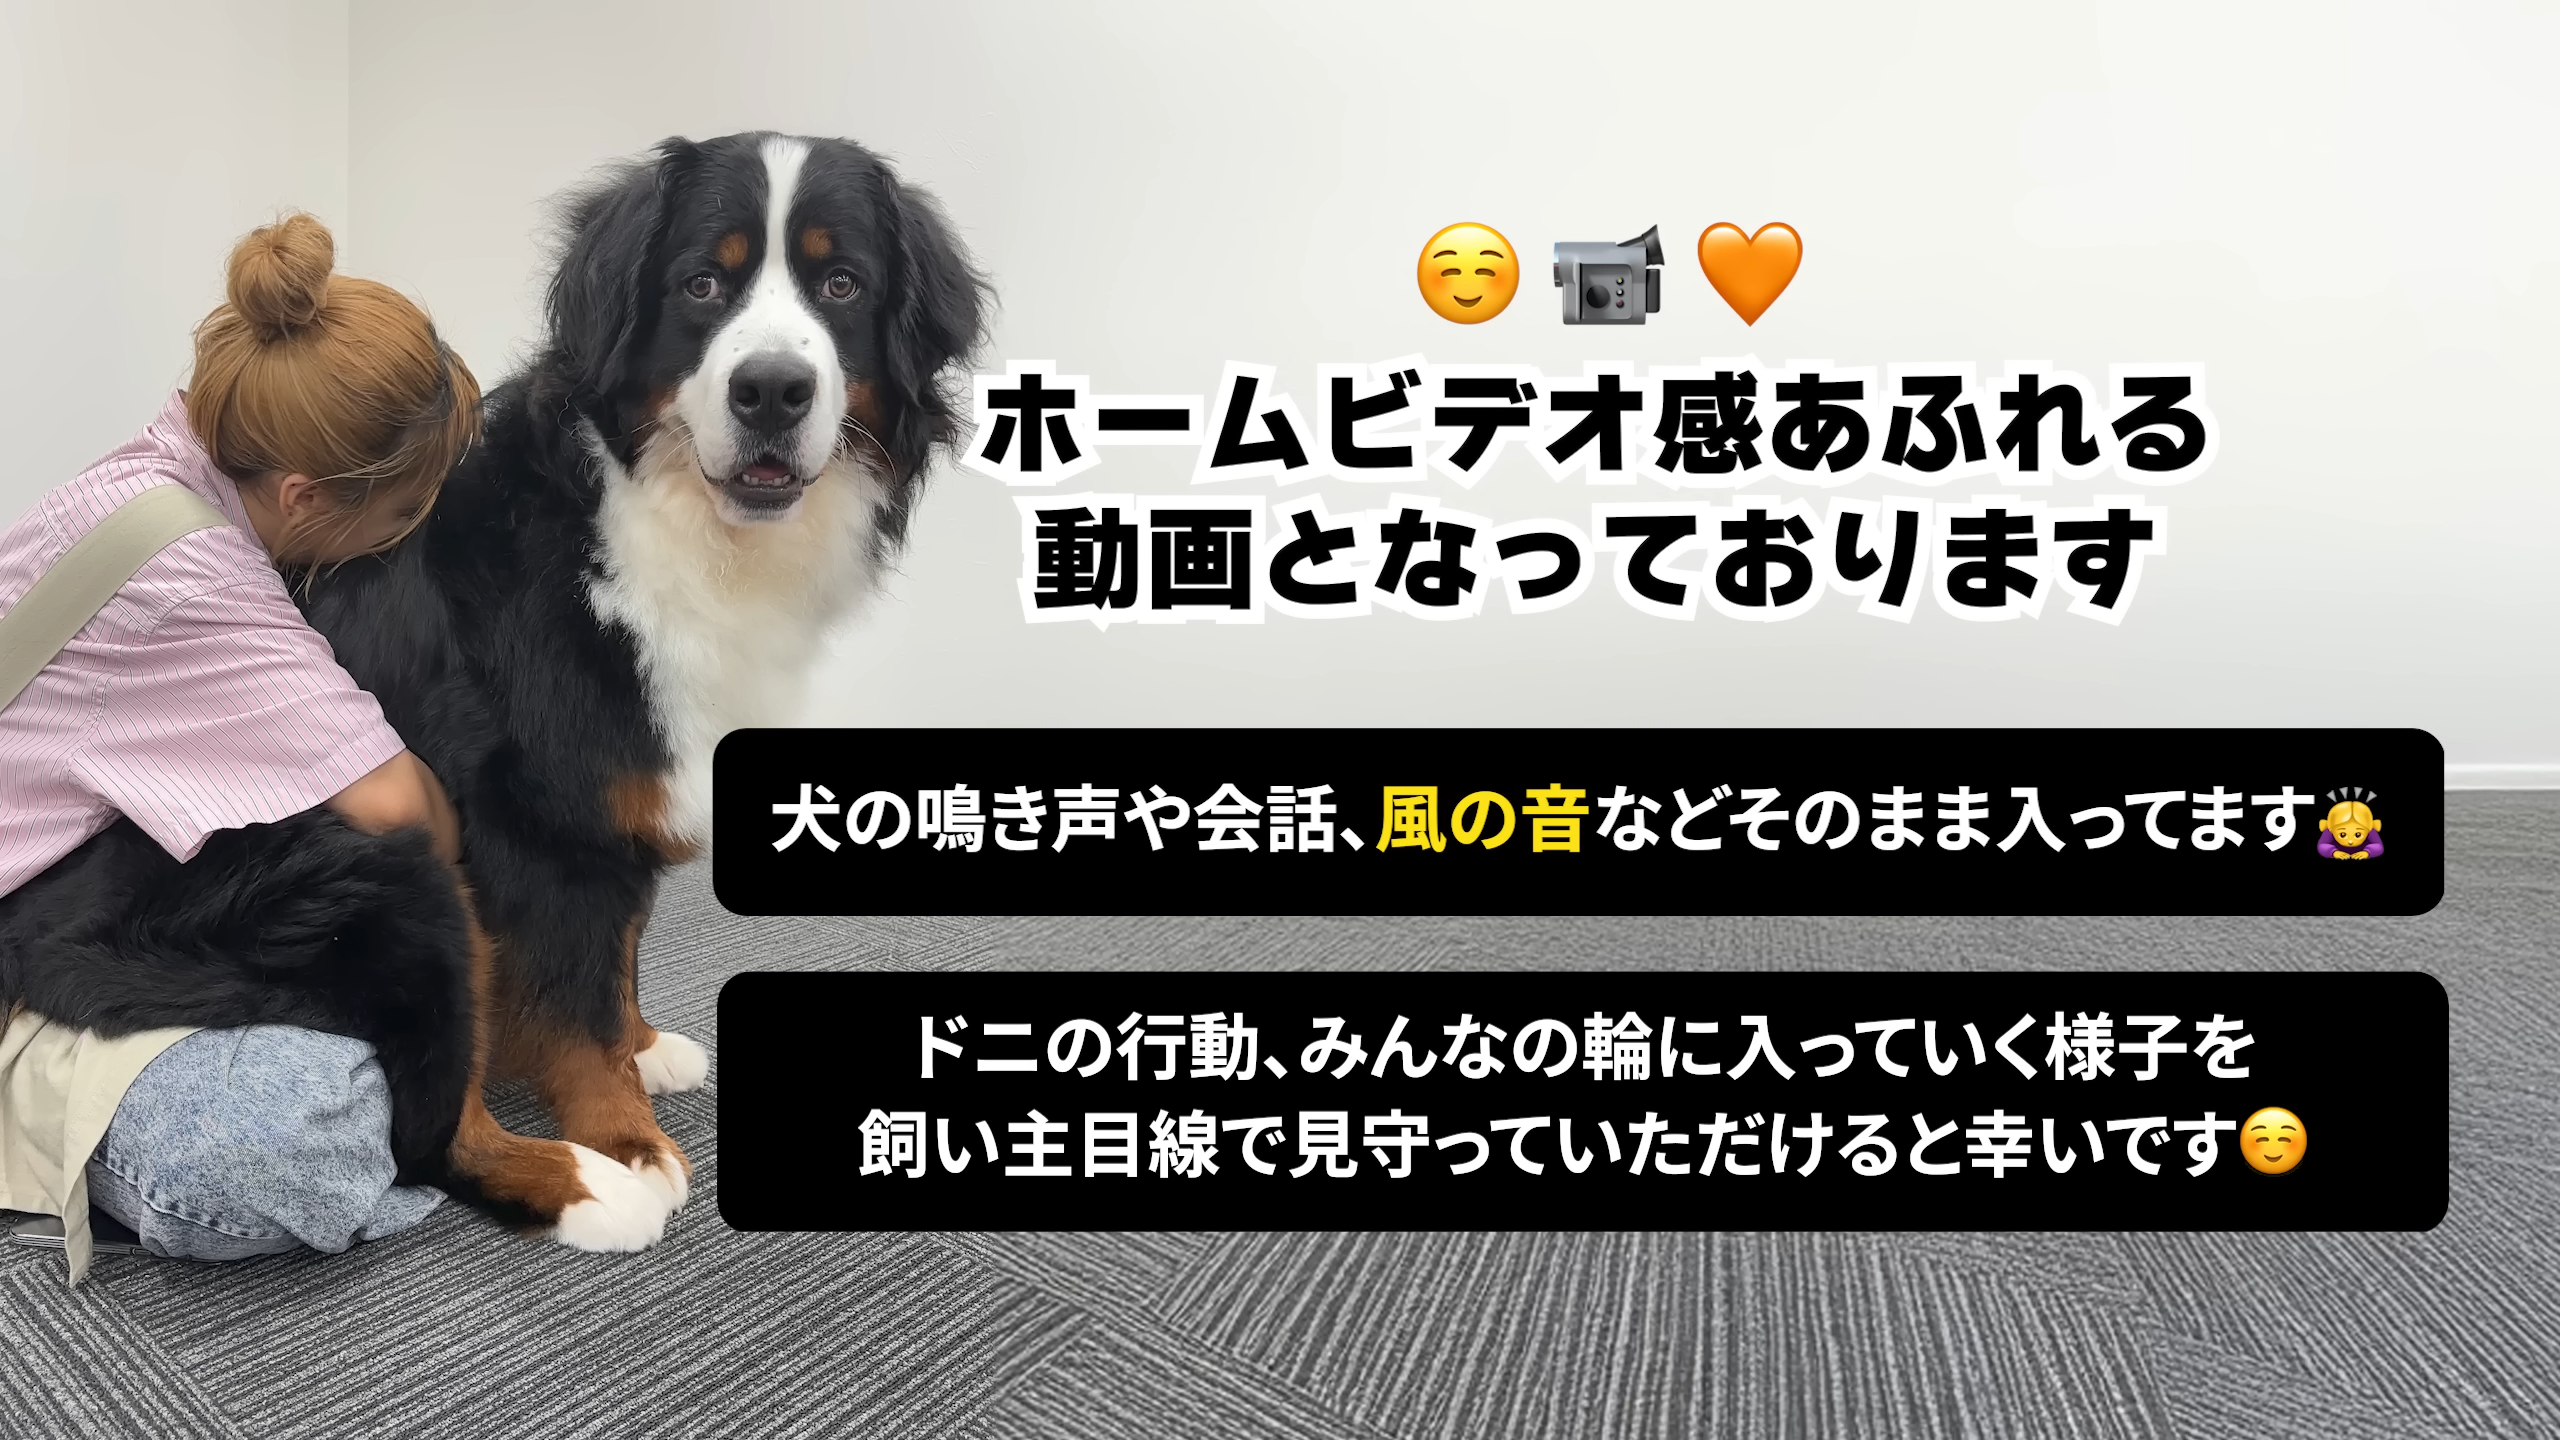 ☺️📹🧡
ホームビデオ感あふれる
動画となっております
犬の鳴き声や会話、風の音などそのまま入ってます🙇‍♀️
ドニの行動、みんなの輪に入っていく様子を
飼い主目線で見守っていただけると幸いです☺️